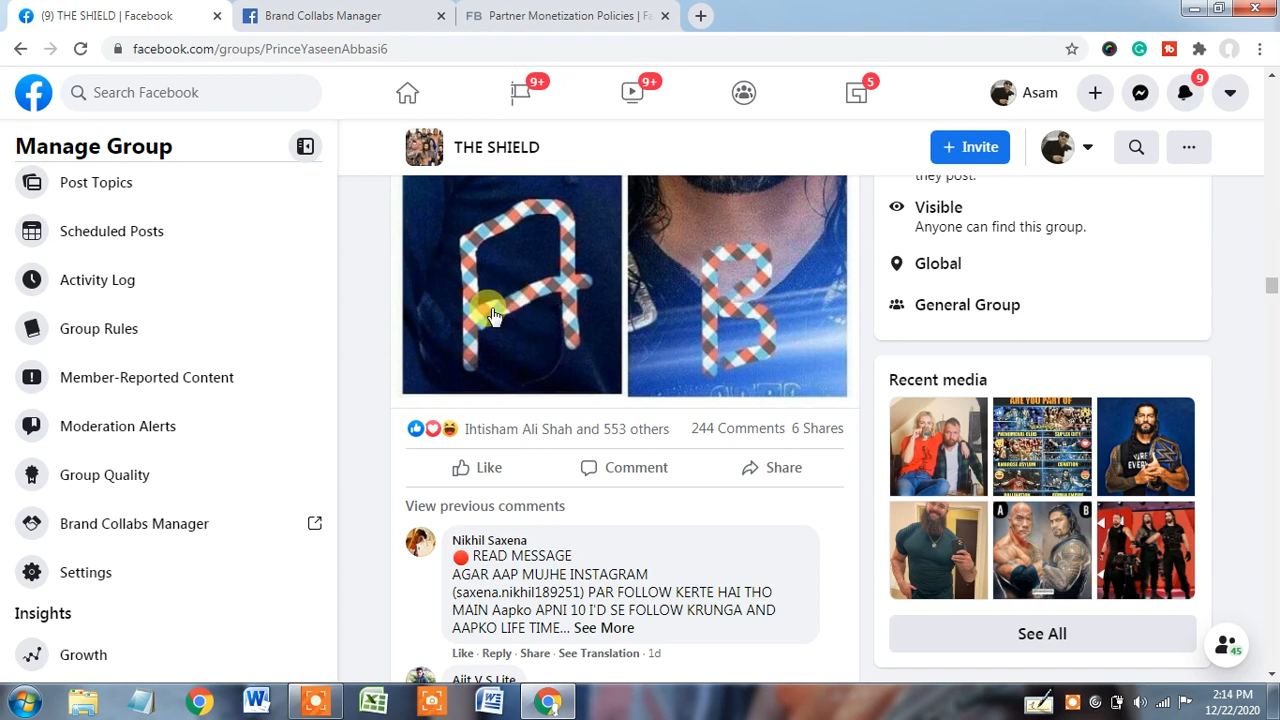 (9) THE SHIELD | Facebook
Brand Collabs Manager
Partner Monetization Policies | Fa
facebook.com/groups/PrinceYaseenAbbasi6
Search Facebook
9+
9+
5
Asam
9
Manage Group
THE SHIELD
Invite
Post Topics
Scheduled Posts
Activity Log
Group Rules
Member-Reported Content
Moderation Alerts
Group Quality
Brand Collabs Manager
Settings
Insights
Growth
A
B
Ihtisham Ali Shah and 553 others
244 Comments 6 Shares
Like
Comment
Share
View previous comments
Nikhil Saxena
🔴 READ MESSAGE
AGAR AAP MUJHE INSTAGRAM
(saxena.nikhil189251) PAR FOLLOW KERTE HAI THO
MAIN Aapko APNI 10 I'D SE FOLLOW KRUNGA AND
AAPKO LIFE TIME... See More
Like · Reply · Share · See Translation · 1d
Ajit V S Lite
they post.
Visible
Anyone can find this group.
Global
General Group
Recent media
ARE YOU PART OF
A
B
See All
45
2:14 PM
12/22/2020